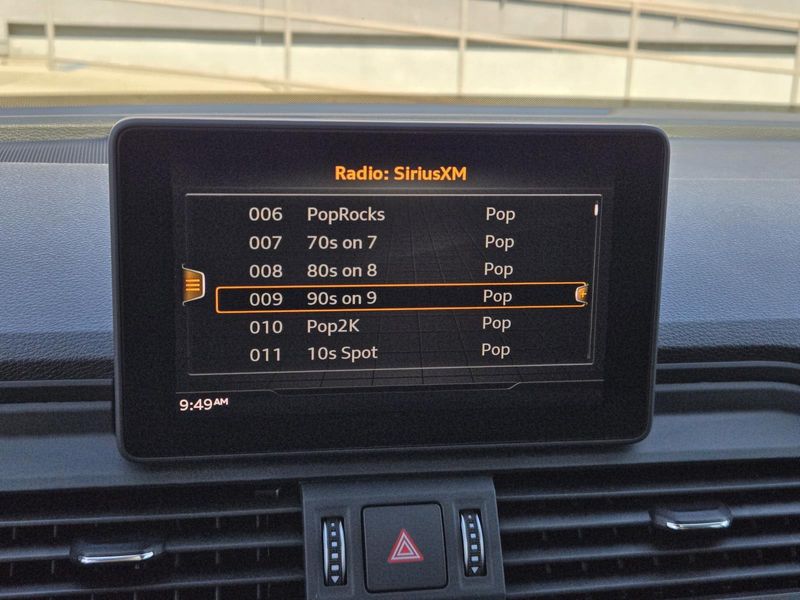 Radio: SiriusXM
006 PopRocks Pop
007 70s on 7 Pop
008 80s on 8 Pop
009 90s on 9 Pop
010 Pop2K Pop
011 10s Spot Pop
9:49AM